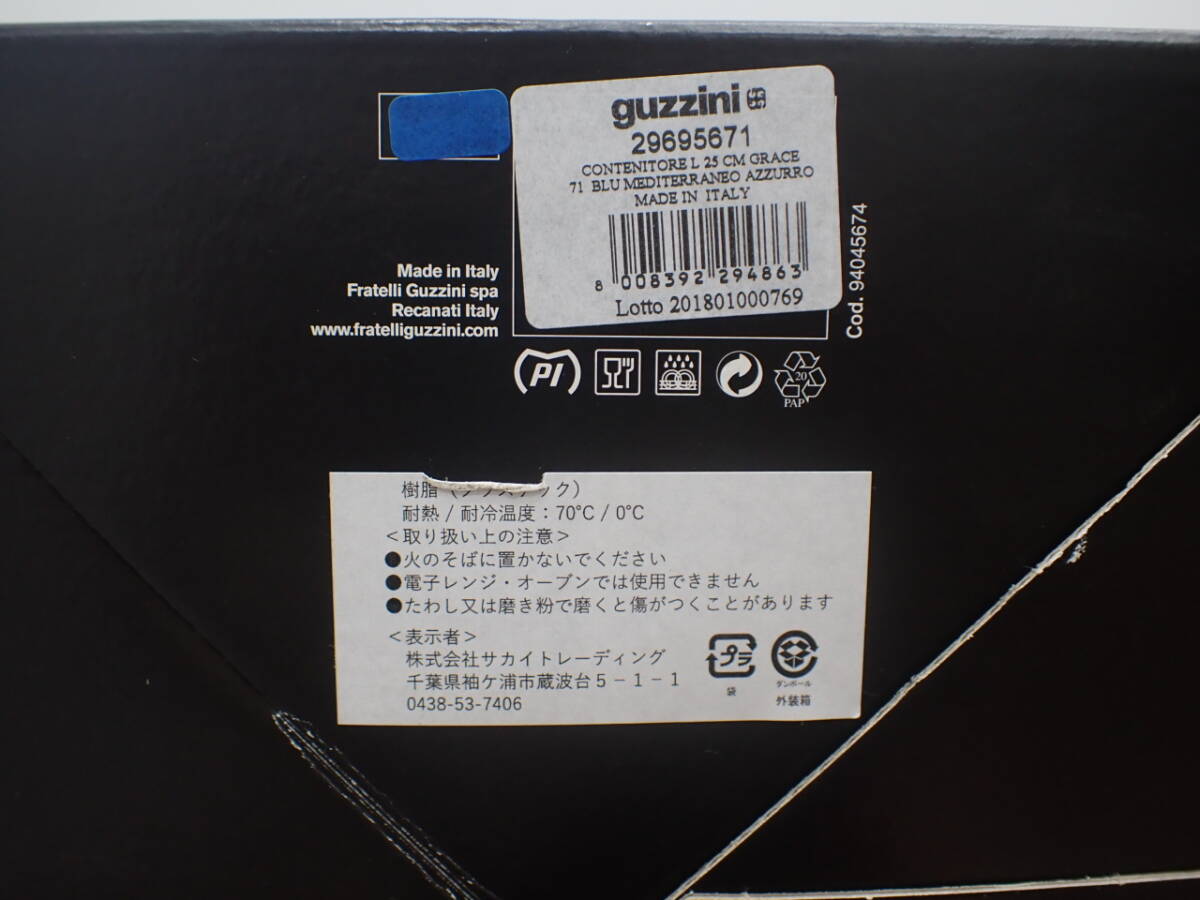 guzzini
29695671
CONTENITORE L 25 CM GRACE
71 BLU MEDITERRANEO AZZURRO
MADE IN ITALY
8 008392 294863
Lotto 201801000769
Cod. 94045674
Made in Italy
Fratelli Guzzini spa
Recanati Italy
www.fratelliguzzini.com
PI
20
PAP
樹脂（プラスチック）
耐熱 / 耐冷温度：70℃ / 0℃
＜取り扱い上の注意＞
●火のそばに置かないでください
●電子レンジ・オーブンでは使用できません
●たわし又は磨き粉で磨くと傷がつくことがあります
＜表示者＞
株式会社サカイトレーディング
千葉県袖ケ浦市蔵波台５－１－１
0438-53-7406
プラ
袋
ダンボール
外装箱